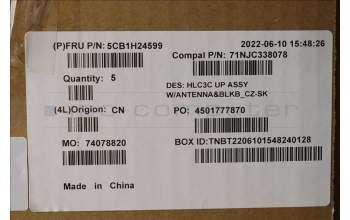 (P)FRU P/N: 5CB1H24599
2022-06-10 15:48:26
Compal P/N: 71NJC338078
Quantity: 5
DES: HLC3C UP ASSY
W/ANTENNA&BLKB_CZ-SK
(4L)Origion: CN
PO: 4501777870
MO: 74078820
BOX ID:TNBT2206101548240128
Made in China